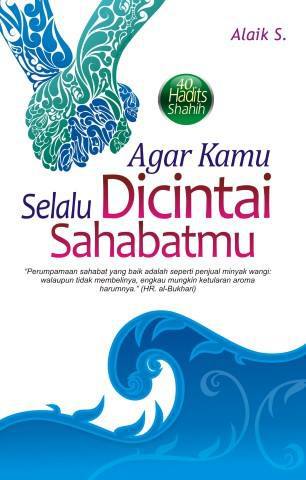 Alaik S.
40
Hadits
Shahih
Agar Kamu
Selalu Dicintai
Sahabatmu
"Perumpamaan sahabat yang baik adalah seperti penjual minyak wangi:
walaupun tidak membelinya, engkau mungkin ketularan aroma
harumnya." (HR. al-Bukhari)